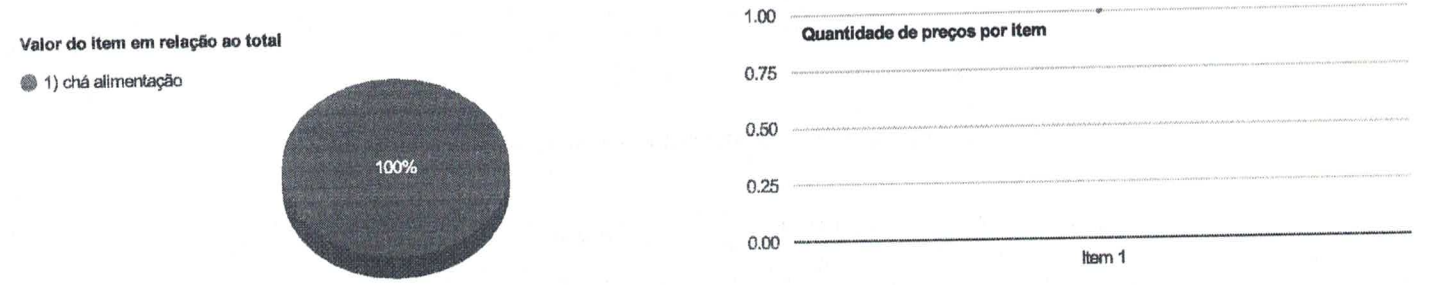 Valor do item em relação ao total
1) chá alimentação
100%
1.00
Quantidade de preços por item
0.75
0.50
0.25
0.00
Item 1